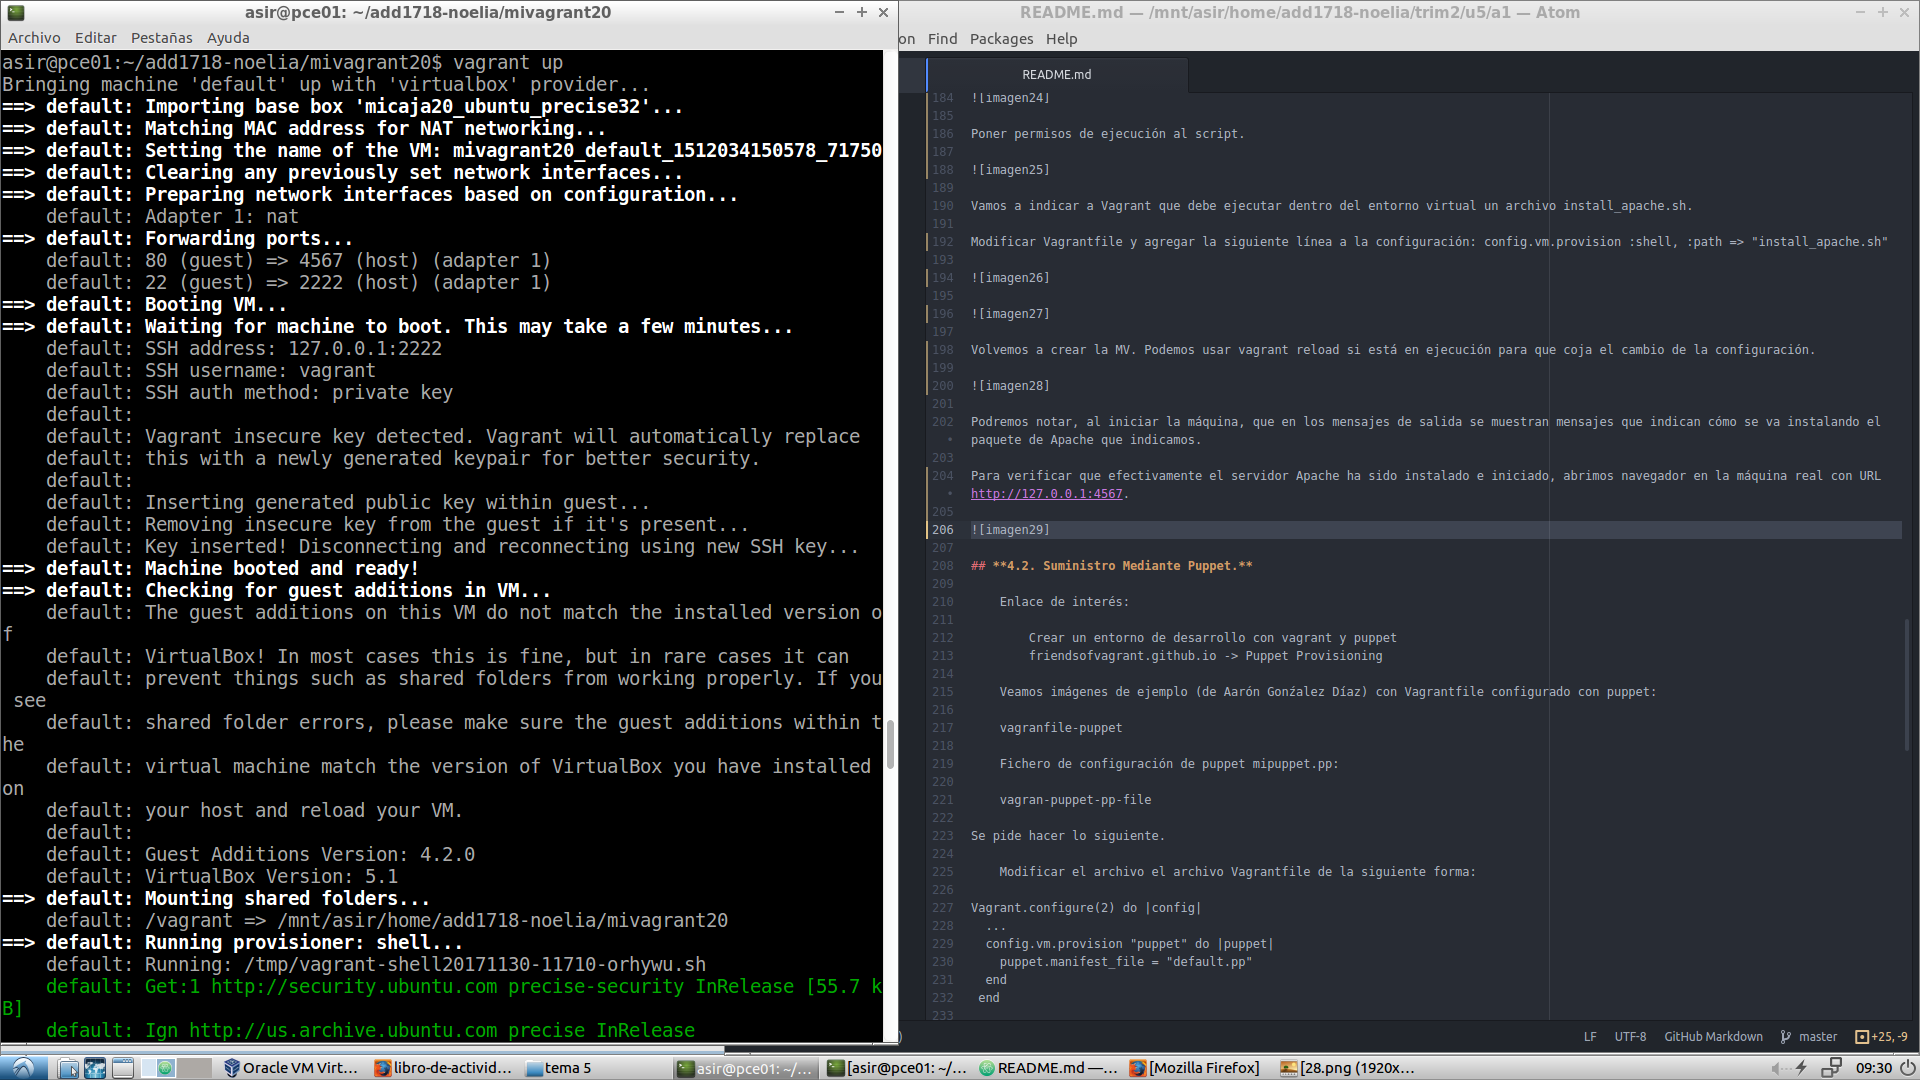 asir@pce01: ~/add1718-noelia/mivagrant20
Archivo Editar Pestañas Ayuda
asir@pce01:~/add1718-noelia/mivagrant20$ vagrant up
Bringing machine 'default' up with 'virtualbox' provider...
==> default: Importing base box 'micaja20_ubuntu_precise32'...
==> default: Matching MAC address for NAT networking...
==> default: Setting the name of the VM: mivagrant20_default_1512034150578_71750
==> default: Clearing any previously set network interfaces...
==> default: Preparing network interfaces based on configuration...
default: Adapter 1: nat
==> default: Forwarding ports...
default: 80 (guest) => 4567 (host) (adapter 1)
default: 22 (guest) => 2222 (host) (adapter 1)
==> default: Booting VM...
==> default: Waiting for machine to boot. This may take a few minutes...
default: SSH address: 127.0.0.1:2222
default: SSH username: vagrant
default: SSH auth method: private key
default:
default: Vagrant insecure key detected. Vagrant will automatically replace
default: this with a newly generated keypair for better security.
default:
default: Inserting generated public key within guest...
default: Removing insecure key from the guest if it's present...
default: Key inserted! Disconnecting and reconnecting using new SSH key...
==> default: Machine booted and ready!
==> default: Checking for guest additions in VM...
default: The guest additions on this VM do not match the installed version o
f
default: VirtualBox! In most cases this is fine, but in rare cases it can
default: prevent things such as shared folders from working properly. If you
see
default: shared folder errors, please make sure the guest additions within t
he
default: virtual machine match the version of VirtualBox you have installed
on
default: your host and reload your VM.
default:
default: Guest Additions Version: 4.2.0
default: VirtualBox Version: 5.1
==> default: Mounting shared folders...
default: /vagrant => /mnt/asir/home/add1718-noelia/mivagrant20
==> default: Running provisioner: shell...
default: Running: /tmp/vagrant-shell20171130-11710-orhywu.sh
default: Get:1 http://security.ubuntu.com precise-security InRelease [55.7 k
B]
default: Ign http://us.archive.ubuntu.com precise InRelease
README.md — /mnt/asir/home/add1718-noelia/trim2/u5/a1 — Atom
on Find Packages Help
README.md
184 ![imagen24]
185
186 Poner permisos de ejecución al script.
187
188 ![imagen25]
189
190 Vamos a indicar a Vagrant que debe ejecutar dentro del entorno virtual un archivo install_apache.sh.
191
192 Modificar Vagrantfile y agregar la siguiente línea a la configuración: config.vm.provision :shell, :path => "install_apache.sh"
193
194 ![imagen26]
195
196 ![imagen27]
197
198 Volvemos a crear la MV. Podemos usar vagrant reload si está en ejecución para que coja el cambio de la configuración.
199
200 ![imagen28]
201
202 Podremos notar, al iniciar la máquina, que en los mensajes de salida se muestran mensajes que indican cómo se va instalando el
• paquete de Apache que indicamos.
203
204 Para verificar que efectivamente el servidor Apache ha sido instalado e iniciado, abrimos navegador en la máquina real con URL
• http://127.0.0.1:4567.
205
206 ![imagen29]
207
208 ## **4.2. Suministro Mediante Puppet.**
209
210 Enlace de interés:
211
212 Crear un entorno de desarrollo con vagrant y puppet
213 friendsofvagrant.github.io -> Puppet Provisioning
214
215 Veamos imágenes de ejemplo (de Aarón Gonźalez Díaz) con Vagrantfile configurado con puppet:
216
217 vagranfile-puppet
218
219 Fichero de configuración de puppet mipuppet.pp:
220
221 vagran-puppet-pp-file
222
223 Se pide hacer lo siguiente.
224
225 Modificar el archivo el archivo Vagrantfile de la siguiente forma:
226
227 Vagrant.configure(2) do |config|
228 ...
229 config.vm.provision "puppet" do |puppet|
230 puppet.manifest_file = "default.pp"
231 end
232 end
233
LF UTF-8 GitHub Markdown master +25, -9
Oracle VM Virt... libro-de-activid... tema 5 asir@pce01: ~/... [asir@pce01: ~/... README.md —... [Mozilla Firefox] [28.png (1920x... 09:30